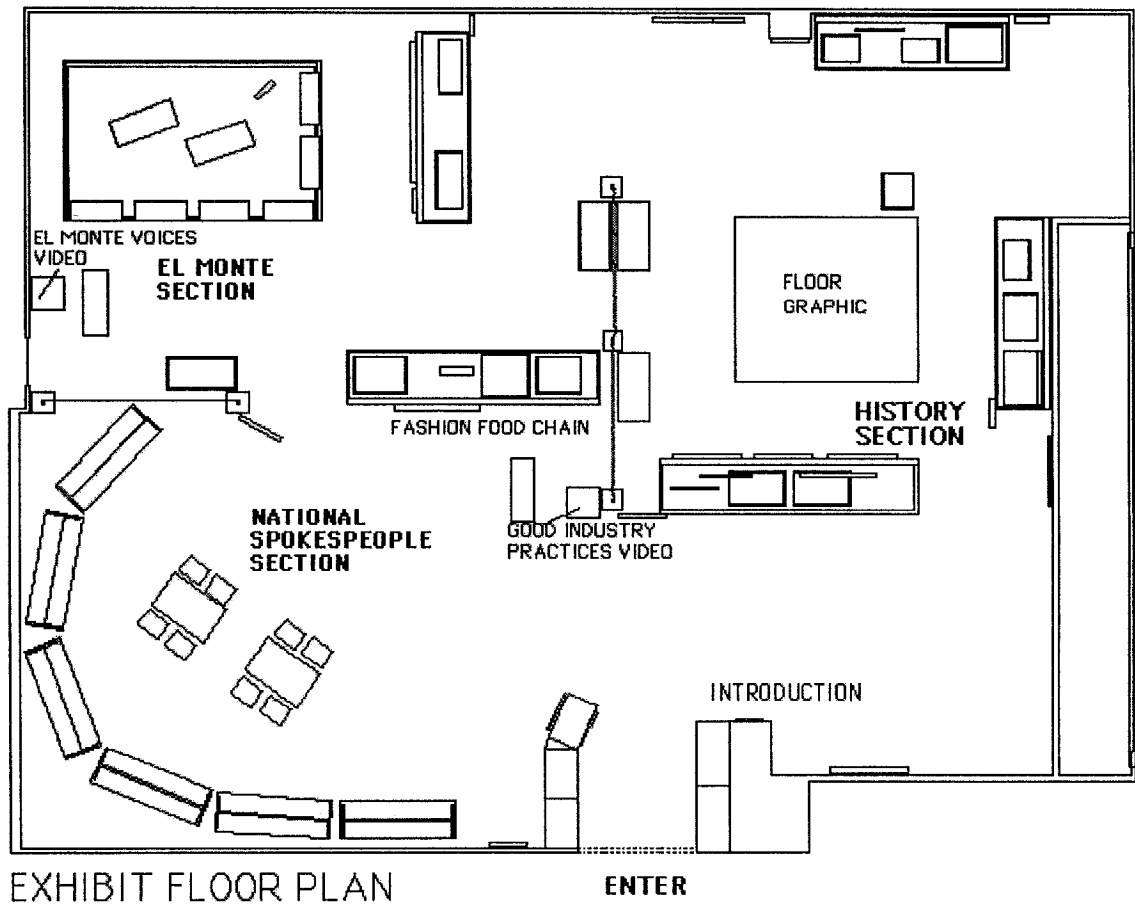 EL MONTE VOICES
VIDEO
EL MONTE
SECTION
FLOOR
GRAPHIC
FASHION FOOD CHAIN
HISTORY
SECTION
NATIONAL
SPOKESPEOPLE
SECTION
GOOD INDUSTRY
PRACTICES VIDEO
INTRODUCTION
EXHIBIT FLOOR PLAN
ENTER